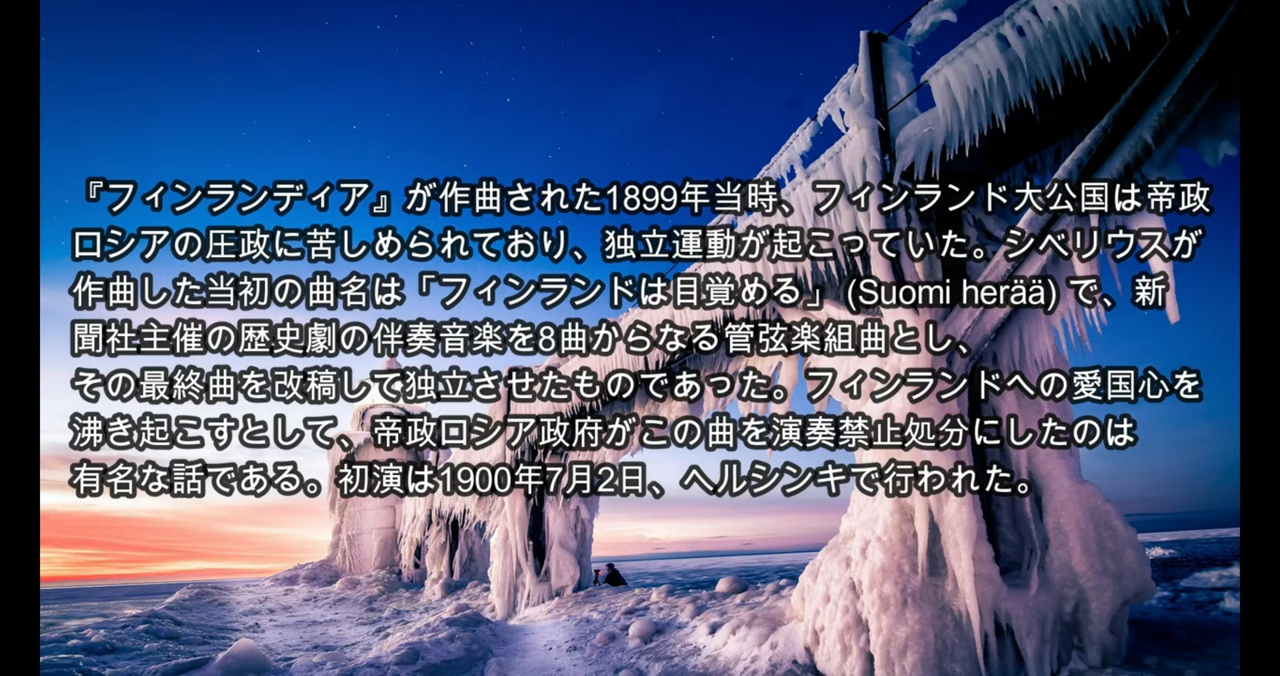 『フィンランディア』が作曲された1899年当時、フィンランド大公国は帝政
ロシアの圧政に苦しめられており、独立運動が起こっていた。シベリウスが
作曲した当初の曲名は「フィンランドは目覚める」 (Suomi herää) で、新
聞社主催の歴史劇の伴奏音楽を8曲からなる管弦楽組曲とし、
その最終曲を改稿して独立させたものであった。フィンランドへの愛国心を
沸き起こすとして、帝政ロシア政府がこの曲を演奏禁止処分にしたのは
有名な話である。初演は1900年7月2日、ヘルシンキで行われた。